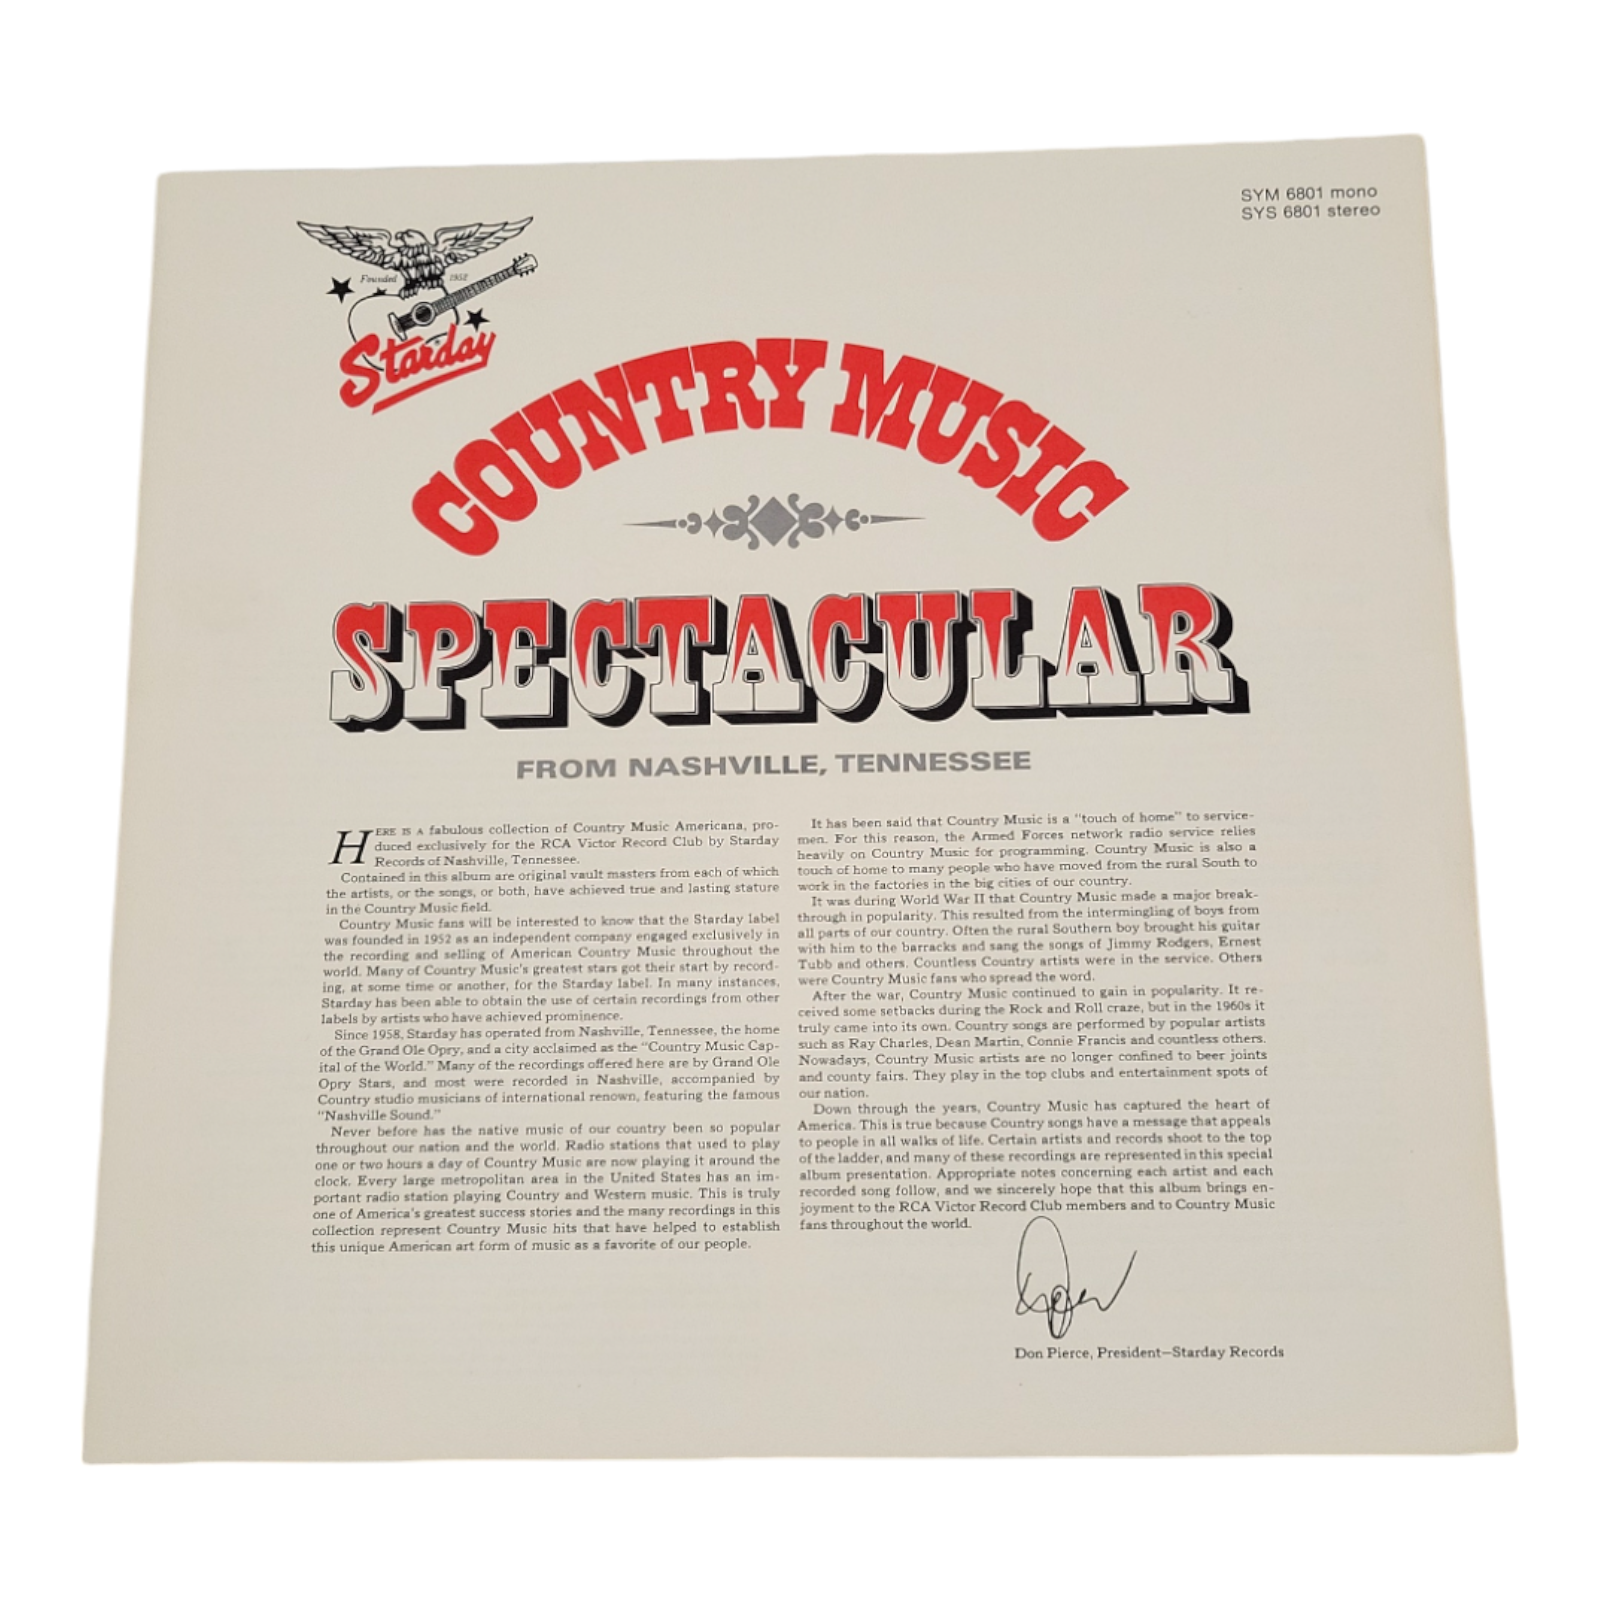 SYM 6801 mono
SYS 6801 stereo
Founded 1952
Starday
COUNTRY MUSIC
SPECTACULAR
FROM NASHVILLE, TENNESSEE
HERE IS A fabulous collection of Country Music Americana, pro-
duced exclusively for the RCA Victor Record Club by Starday
Records of Nashville, Tennessee.
Contained in this album are original vault masters from each of which
the artists, or the songs, or both, have achieved true and lasting stature
in the Country Music field.
Country Music fans will be interested to know that the Starday label
was founded in 1952 as an independent company engaged exclusively in
the recording and selling of American Country Music throughout the
world. Many of Country Music's greatest stars got their start by record-
ing, at some time or another, for the Starday label. In many instances,
Starday has been able to obtain the use of certain recordings from other
labels by artists who have achieved prominence.
Since 1958, Starday has operated from Nashville, Tennessee, the home
of the Grand Ole Opry, and a city acclaimed as the "Country Music Cap-
ital of the World." Many of the recordings offered here are by Grand Ole
Opry Stars, and most were recorded in Nashville, accompanied by
Country studio musicians of international renown, featuring the famous
"Nashville Sound."
Never before has the native music of our country been so popular
throughout our nation and the world. Radio stations that used to play
one or two hours a day of Country Music are now playing it around the
clock. Every large metropolitan area in the United States has an im-
portant radio station playing Country and Western music. This is truly
one of America's greatest success stories and the many recordings in this
collection represent Country Music hits that have helped to establish
this unique American art form of music as a favorite of our people.
It has been said that Country Music is a "touch of home" to service-
men. For this reason, the Armed Forces network radio service relies
heavily on Country Music for programming. Country Music is also a
touch of home to many people who have moved from the rural South to
work in the factories in the big cities of our country.
It was during World War II that Country Music made a major break-
through in popularity. This resulted from the intermingling of boys from
all parts of our country. Often the rural Southern boy brought his guitar
with him to the barracks and sang the songs of Jimmy Rodgers, Ernest
Tubb and others. Countless Country artists were in the service. Others
were Country Music fans who spread the word.
After the war, Country Music continued to gain in popularity. It re-
ceived some setbacks during the Rock and Roll craze, but in the 1960s it
truly came into its own. Country songs are performed by popular artists
such as Ray Charles, Dean Martin, Connie Francis and countless others.
Nowadays, Country Music artists are no longer confined to beer joints
and county fairs. They play in the top clubs and entertainment spots of
our nation.
Down through the years, Country Music has captured the heart of
America. This is true because Country songs have a message that appeals
to people in all walks of life. Certain artists and records shoot to the top
of the ladder, and many of these recordings are represented in this special
album presentation. Appropriate notes concerning each artist and each
recorded song follow, and we sincerely hope that this album brings en-
joyment to the RCA Victor Record Club members and to Country Music
fans throughout the world.
Don Pierce, President—Starday Records